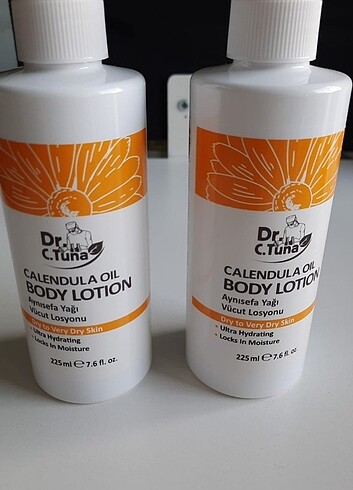 Dr.
C.Tuna
CALENDULA OIL
BODY LOTION
Aynısefa Yağı
Vücut Losyonu
Dry to Very Dry Skin
- Ultra Hydrating
- Locks In Moisture
225 ml ℮ 7.6 fl. oz.
Dr.
C.Tuna
CALENDULA OIL
BODY LOTION
Aynısefa Yağı
Vücut Losyonu
Dry to Very Dry Skin
- Ultra Hydrating
- Locks In Moisture
225 ml ℮ 7.6 fl. oz.